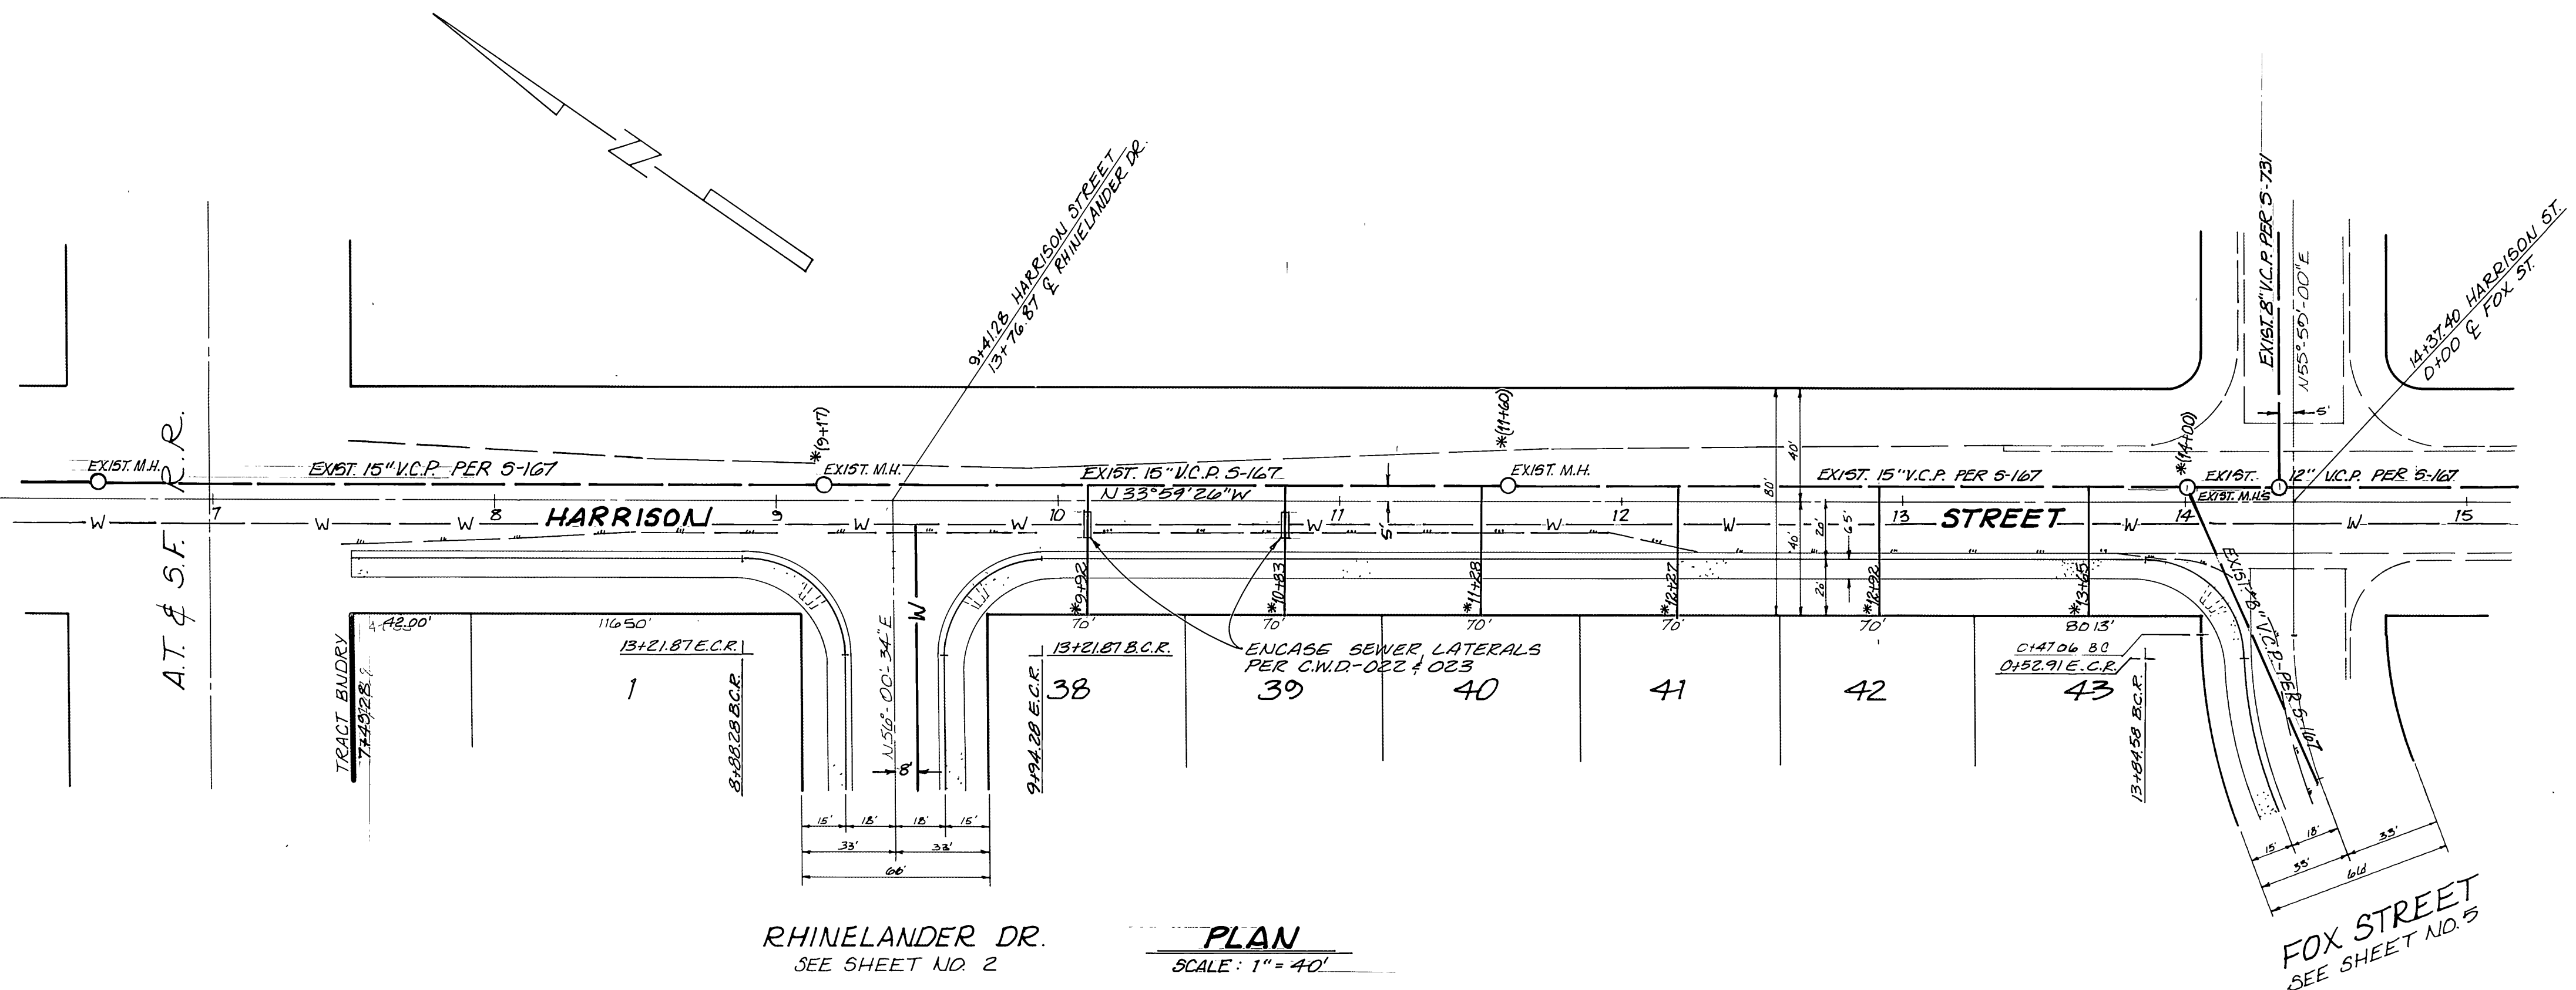 9+41.28 HARRISON STREET
13+76.87 ℄ RHINELANDER DR.
EXIST. 8" V.C.P. PER S-731
N55°-59'-00"E
14+37.40 HARRISON ST.
0+00 ℄ FOX ST.
5'
A.T. & S.F. R.R.
EXIST. M.H.
EXIST. 15" V.C.P. PER S-167
*(9+17)
EXIST. M.H.
EXIST. 15" V.C.P. S-167
N 33°59'26"W
*(11+60)
EXIST. M.H.
EXIST. 15" V.C.P. PER S-167
*(14+00)
EXIST. 12" V.C.P. PER S-167
EXIST. M.H.S
80'
40'
40'
20'
6.5'
20'
5'
7 8 9 10 11 12 13 14 15
W W W W W W W W W W
HARRISON STREET
W
*9+92
*10+83
*11+28
*12+27
*12+92
*13+65
EXIST. 8" V.C.P. PER S-167
42.00'
116.50'
70'
70'
70'
70'
70'
80.13'
TRACT BNDRY
13+21.87 E.C.R.
8+88.28 B.C.R.
N56°-00'-34"E
8'
13+21.87 B.C.R.
9+94.28 E.C.R.
ENCASE SEWER LATERALS
PER C.W.D.-022 & 023
0+47.06 BC
0+52.91 E.C.R.
13+84.58 B.C.R.
1 38 39 40 41 42 43
15' 18' 18' 15'
33' 33'
66'
15' 18' 33'
33'
66'
RHINELANDER DR.
SEE SHEET NO. 2
PLAN
SCALE: 1" = 40'
FOX STREET
SEE SHEET NO. 5